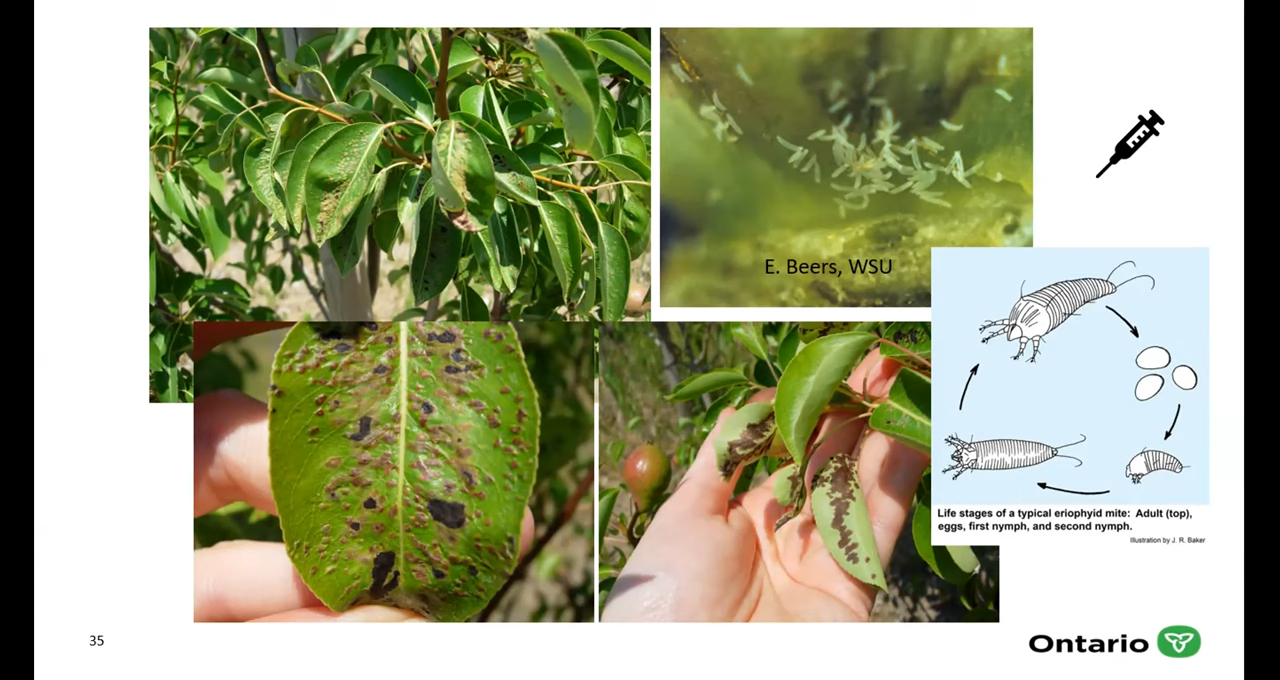 E. Beers, WSU
Life stages of a typical eriophyid mite: Adult (top),
eggs, first nymph, and second nymph.
Illustration by J. R. Baker
35
Ontario